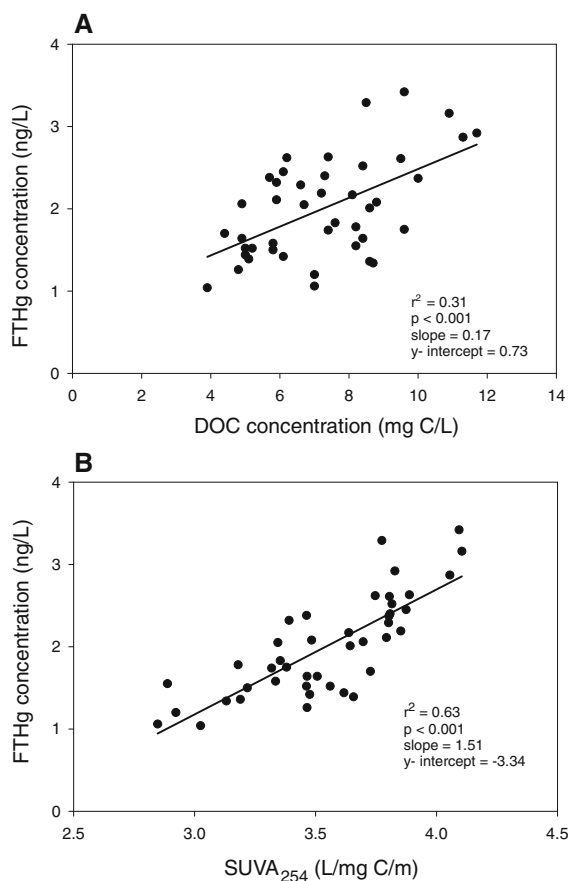 A
4
3
2
1
0
FTHg concentration (ng/L)
r² = 0.31
p < 0.001
slope = 0.17
y- intercept = 0.73
0 2 4 6 8 10 12 14
DOC concentration (mg C/L)
B
4
3
2
1
0
FTHg concentration (ng/L)
r² = 0.63
p < 0.001
slope = 1.51
y- intercept = -3.34
2.5 3.0 3.5 4.0 4.5
SUVA₂₅₄ (L/mg C/m)